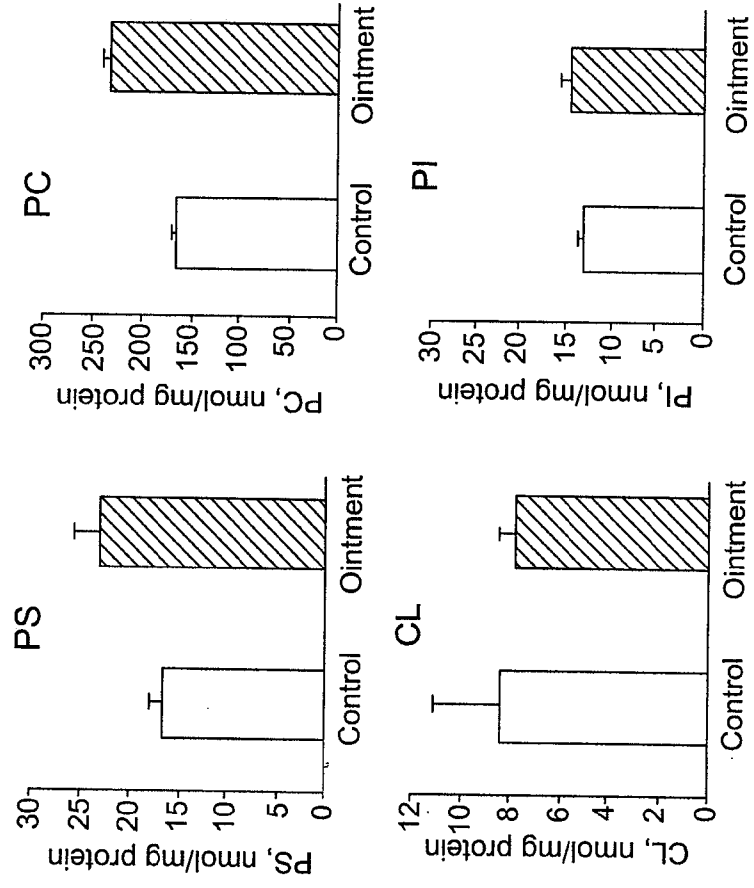 PS
PS, nmol/mg protein
30
25
20
15
10
5
0
Control Ointment
PC
PC, nmol/mg protein
300
250
200
150
100
50
0
Control Ointment
CL
CL, nmol/mg protein
12
10
8
6
4
2
0
Control Ointment
PI
PI, nmol/mg protein
30
25
20
15
10
5
0
Control Ointment